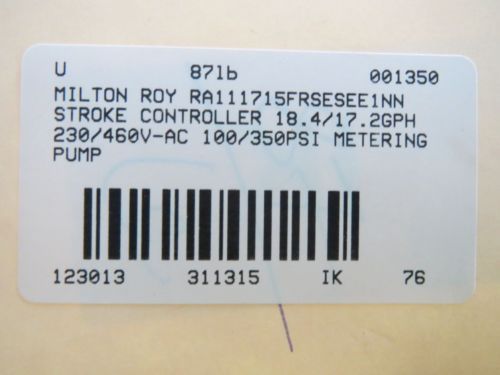 U 87lb 001350
MILTON ROY RA111715FRSESEE1NN
STROKE CONTROLLER 18.4/17.2GPH
230/460V-AC 100/350PSI METERING
PUMP
123013 311315 IK 76